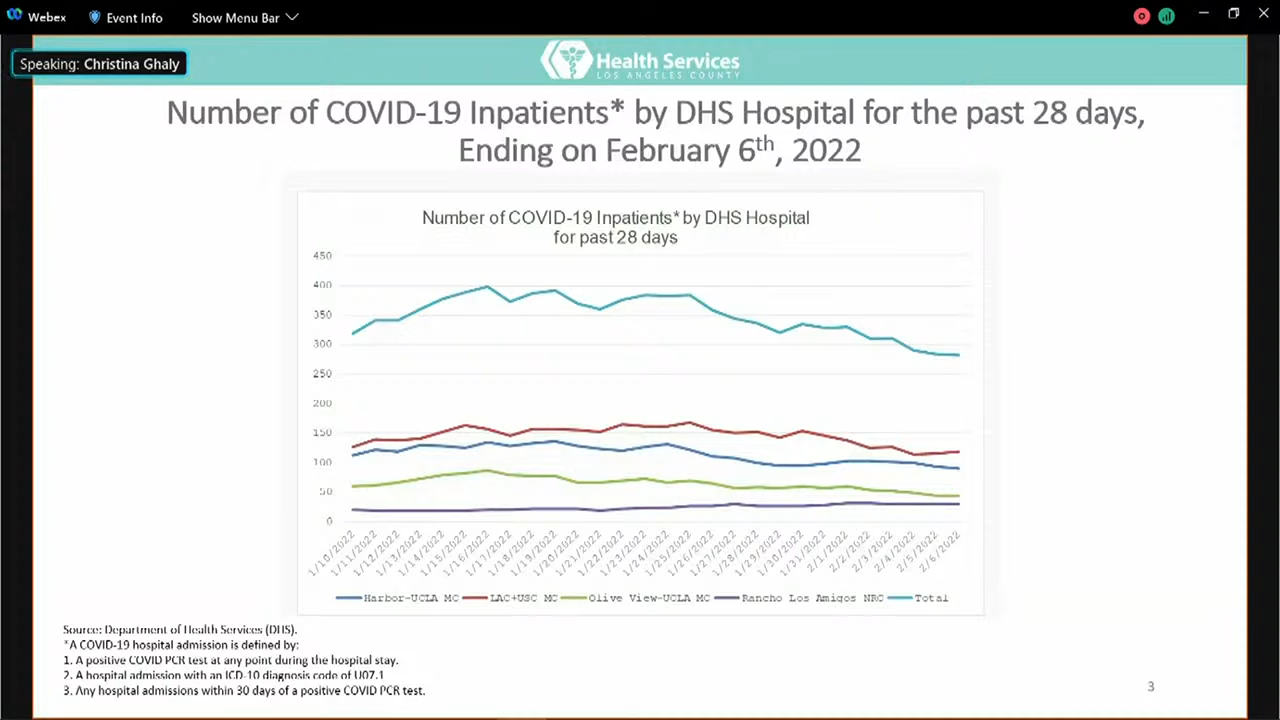 Webex
Event Info
Show Menu Bar
Speaking: Christina Ghaly
Health Services
LOS ANGELES COUNTY
Number of COVID-19 Inpatients* by DHS Hospital for the past 28 days,
Ending on February 6th, 2022
Number of COVID-19 Inpatients* by DHS Hospital
for past 28 days
450
400
350
300
250
200
150
100
50
0
1/10/2022
1/11/2022
1/12/2022
1/13/2022
1/14/2022
1/15/2022
1/16/2022
1/17/2022
1/18/2022
1/19/2022
1/20/2022
1/21/2022
1/22/2022
1/23/2022
1/24/2022
1/25/2022
1/26/2022
1/27/2022
1/28/2022
1/29/2022
1/30/2022
1/31/2022
2/1/2022
2/2/2022
2/3/2022
2/4/2022
2/5/2022
2/6/2022
Harbor-UCLA MC LAC+USC MC Olive View-UCLA MC Rancho Los Amigos NRC Total
Source: Department of Health Services (DHS).
*A COVID-19 hospital admission is defined by:
1. A positive COVID PCR test at any point during the hospital stay.
2. A hospital admission with an ICD-10 diagnosis code of U07.1
3. Any hospital admissions within 30 days of a positive COVID PCR test.
3